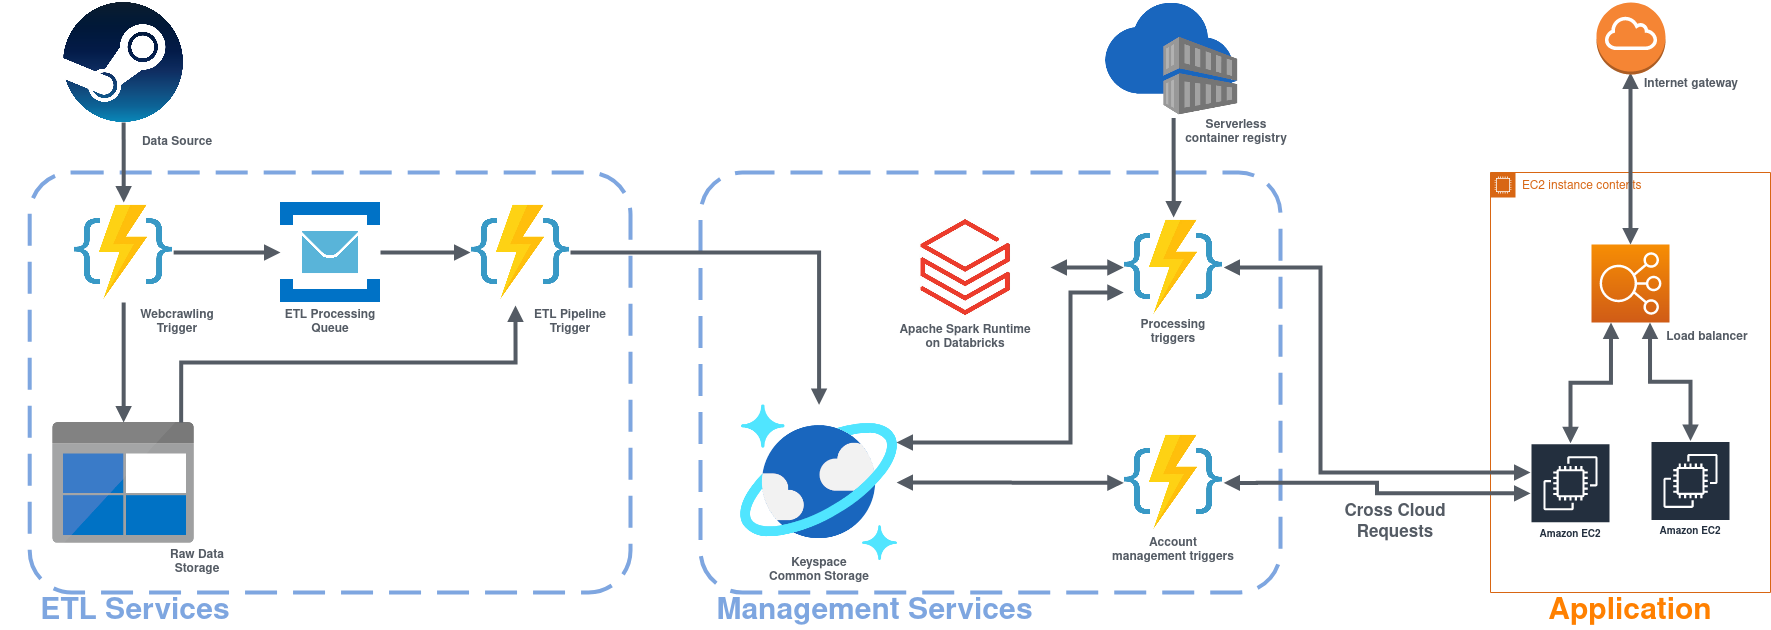 Data Source
Serverless
container registry
Internet gateway
EC2 instance contents
Webcrawling
Trigger
ETL Processing
Queue
ETL Pipeline
Trigger
Apache Spark Runtime
on Databricks
Processing
triggers
Load balancer
Raw Data
Storage
Keyspace
Common Storage
Account
management triggers
Cross Cloud
Requests
Amazon EC2
Amazon EC2
ETL Services
Management Services
Application